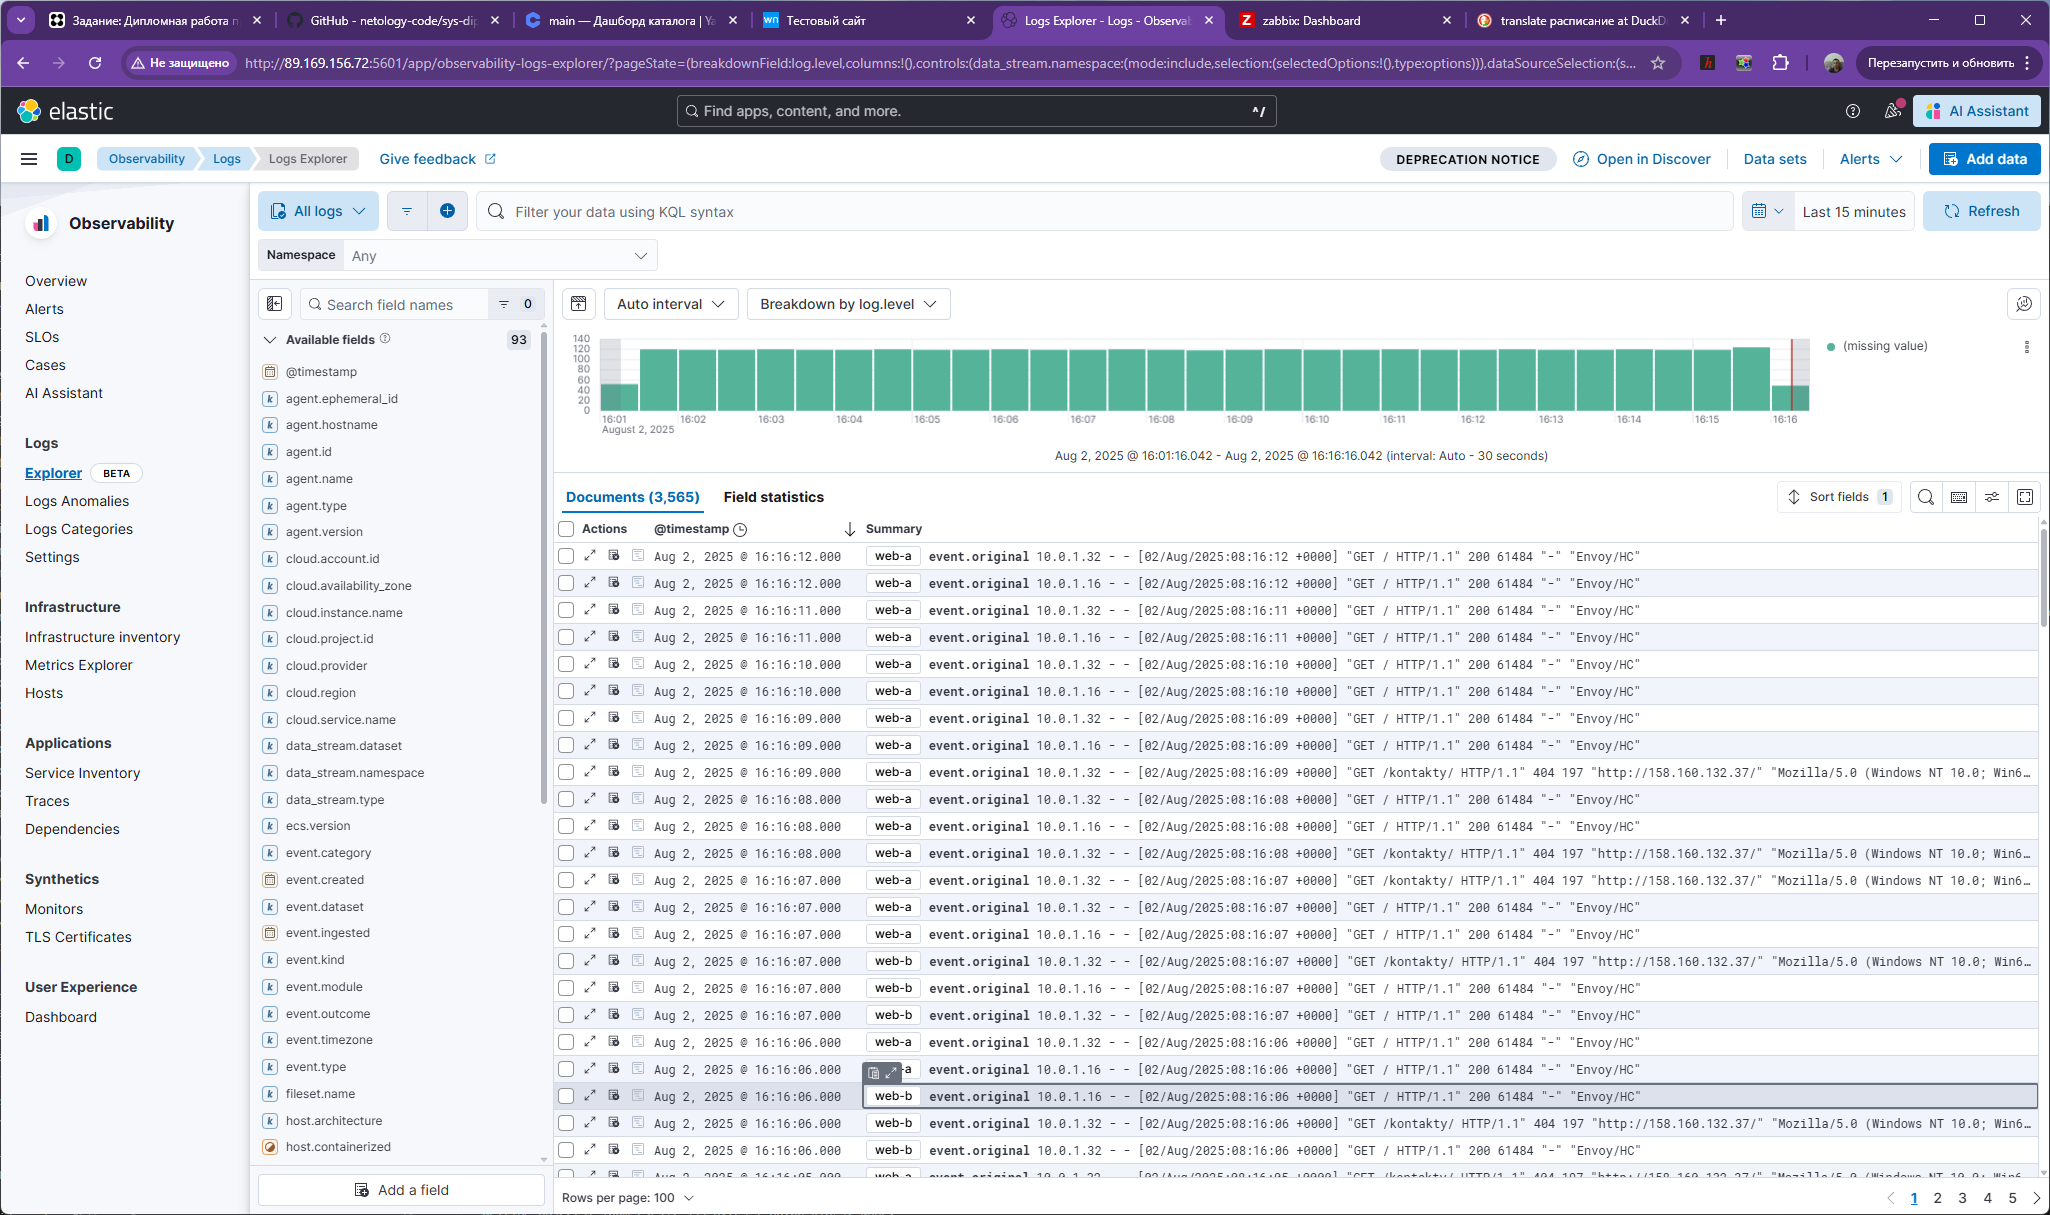 Задание: Дипломная работа п
GitHub - netology-code/sys-dip
main — Дашборд каталога | Ya
Тестовый сайт
Logs Explorer - Logs - Observab
zabbix: Dashboard
translate расписание at DuckD
Не защищено
http://89.169.156.72:5601/app/observability-logs-explorer/?pageState=(breakdownField:log.level,columns:!(),controls:(data_stream.namespace:(mode:include,selection:(selectedOptions:!(),type:options))),dataSourceSelection:(s...
Перезапустить и обновить
elastic
Find apps, content, and more.
^/
AI Assistant
D
Observability
Logs
Logs Explorer
Give feedback
DEPRECATION NOTICE
Open in Discover
Data sets
Alerts
Add data
Observability
Overview
Alerts
SLOs
Cases
AI Assistant
Logs
Explorer
BETA
Logs Anomalies
Logs Categories
Settings
Infrastructure
Infrastructure inventory
Metrics Explorer
Hosts
Applications
Service Inventory
Traces
Dependencies
Synthetics
Monitors
TLS Certificates
User Experience
Dashboard
All logs
Filter your data using KQL syntax
Last 15 minutes
Refresh
Namespace
Any
Search field names
0
Available fields
93
@timestamp
agent.ephemeral_id
agent.hostname
agent.id
agent.name
agent.type
agent.version
cloud.account.id
cloud.availability_zone
cloud.instance.name
cloud.project.id
cloud.provider
cloud.region
cloud.service.name
data_stream.dataset
data_stream.namespace
data_stream.type
ecs.version
event.category
event.created
event.dataset
event.ingested
event.kind
event.module
event.outcome
event.timezone
event.type
fileset.name
host.architecture
host.containerized
Add a field
Auto interval
Breakdown by log.level
140
120
100
80
60
40
20
0
16:01
16:02
16:03
16:04
16:05
16:06
16:07
16:08
16:09
16:10
16:11
16:12
16:13
16:14
16:15
16:16
August 2, 2025
(missing value)
Aug 2, 2025 @ 16:01:16.042 - Aug 2, 2025 @ 16:16:16.042 (interval: Auto - 30 seconds)
Documents (3,565)
Field statistics
Sort fields 1
Actions @timestamp Summary
Aug 2, 2025 @ 16:16:12.000 web-a event.original 10.0.1.32 - - [02/Aug/2025:08:16:12 +0000] "GET / HTTP/1.1" 200 61484 "-" "Envoy/HC"
Aug 2, 2025 @ 16:16:12.000 web-a event.original 10.0.1.16 - - [02/Aug/2025:08:16:12 +0000] "GET / HTTP/1.1" 200 61484 "-" "Envoy/HC"
Aug 2, 2025 @ 16:16:11.000 web-a event.original 10.0.1.32 - - [02/Aug/2025:08:16:11 +0000] "GET / HTTP/1.1" 200 61484 "-" "Envoy/HC"
Aug 2, 2025 @ 16:16:11.000 web-a event.original 10.0.1.16 - - [02/Aug/2025:08:16:11 +0000] "GET / HTTP/1.1" 200 61484 "-" "Envoy/HC"
Aug 2, 2025 @ 16:16:10.000 web-a event.original 10.0.1.32 - - [02/Aug/2025:08:16:10 +0000] "GET / HTTP/1.1" 200 61484 "-" "Envoy/HC"
Aug 2, 2025 @ 16:16:10.000 web-a event.original 10.0.1.16 - - [02/Aug/2025:08:16:10 +0000] "GET / HTTP/1.1" 200 61484 "-" "Envoy/HC"
Aug 2, 2025 @ 16:16:09.000 web-a event.original 10.0.1.32 - - [02/Aug/2025:08:16:09 +0000] "GET / HTTP/1.1" 200 61484 "-" "Envoy/HC"
Aug 2, 2025 @ 16:16:09.000 web-a event.original 10.0.1.16 - - [02/Aug/2025:08:16:09 +0000] "GET / HTTP/1.1" 200 61484 "-" "Envoy/HC"
Aug 2, 2025 @ 16:16:09.000 web-a event.original 10.0.1.32 - - [02/Aug/2025:08:16:09 +0000] "GET /kontakty/ HTTP/1.1" 404 197 "http://158.160.132.37/" "Mozilla/5.0 (Windows NT 10.0; Win6...
Aug 2, 2025 @ 16:16:08.000 web-a event.original 10.0.1.32 - - [02/Aug/2025:08:16:08 +0000] "GET / HTTP/1.1" 200 61484 "-" "Envoy/HC"
Aug 2, 2025 @ 16:16:08.000 web-a event.original 10.0.1.16 - - [02/Aug/2025:08:16:08 +0000] "GET / HTTP/1.1" 200 61484 "-" "Envoy/HC"
Aug 2, 2025 @ 16:16:08.000 web-a event.original 10.0.1.32 - - [02/Aug/2025:08:16:08 +0000] "GET /kontakty/ HTTP/1.1" 404 197 "http://158.160.132.37/" "Mozilla/5.0 (Windows NT 10.0; Win6...
Aug 2, 2025 @ 16:16:07.000 web-a event.original 10.0.1.32 - - [02/Aug/2025:08:16:07 +0000] "GET /kontakty/ HTTP/1.1" 404 197 "http://158.160.132.37/" "Mozilla/5.0 (Windows NT 10.0; Win6...
Aug 2, 2025 @ 16:16:07.000 web-a event.original 10.0.1.32 - - [02/Aug/2025:08:16:07 +0000] "GET / HTTP/1.1" 200 61484 "-" "Envoy/HC"
Aug 2, 2025 @ 16:16:07.000 web-a event.original 10.0.1.16 - - [02/Aug/2025:08:16:07 +0000] "GET / HTTP/1.1" 200 61484 "-" "Envoy/HC"
Aug 2, 2025 @ 16:16:07.000 web-b event.original 10.0.1.32 - - [02/Aug/2025:08:16:07 +0000] "GET /kontakty/ HTTP/1.1" 404 197 "http://158.160.132.37/" "Mozilla/5.0 (Windows NT 10.0; Win6...
Aug 2, 2025 @ 16:16:07.000 web-b event.original 10.0.1.16 - - [02/Aug/2025:08:16:07 +0000] "GET / HTTP/1.1" 200 61484 "-" "Envoy/HC"
Aug 2, 2025 @ 16:16:07.000 web-b event.original 10.0.1.32 - - [02/Aug/2025:08:16:07 +0000] "GET / HTTP/1.1" 200 61484 "-" "Envoy/HC"
Aug 2, 2025 @ 16:16:06.000 web-a event.original 10.0.1.32 - - [02/Aug/2025:08:16:06 +0000] "GET / HTTP/1.1" 200 61484 "-" "Envoy/HC"
Aug 2, 2025 @ 16:16:06.000 -a event.original 10.0.1.16 - - [02/Aug/2025:08:16:06 +0000] "GET / HTTP/1.1" 200 61484 "-" "Envoy/HC"
Aug 2, 2025 @ 16:16:06.000 web-b event.original 10.0.1.16 - - [02/Aug/2025:08:16:06 +0000] "GET / HTTP/1.1" 200 61484 "-" "Envoy/HC"
Aug 2, 2025 @ 16:16:06.000 web-b event.original 10.0.1.32 - - [02/Aug/2025:08:16:06 +0000] "GET /kontakty/ HTTP/1.1" 404 197 "http://158.160.132.37/" "Mozilla/5.0 (Windows NT 10.0; Win6...
Aug 2, 2025 @ 16:16:06.000 web-b event.original 10.0.1.32 - - [02/Aug/2025:08:16:06 +0000] "GET / HTTP/1.1" 200 61484 "-" "Envoy/HC"
Rows per page: 100
1 2 3 4 5